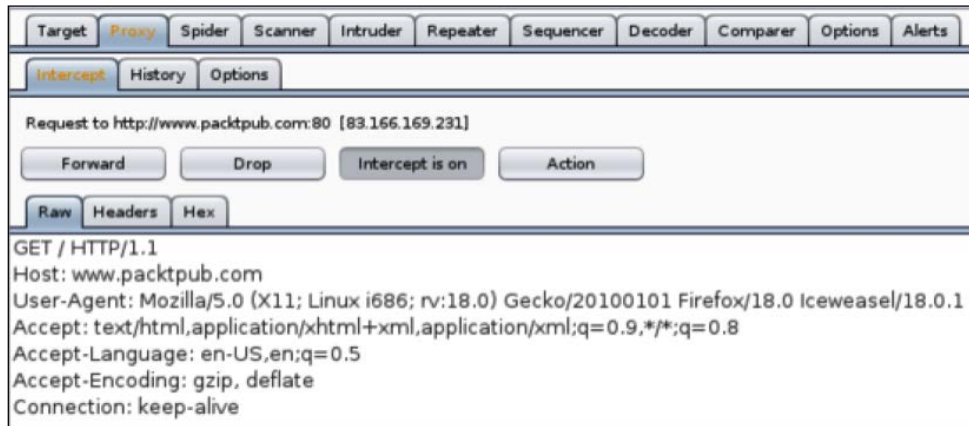 Target Proxy Spider Scanner Intruder Repeater Sequencer Decoder Comparer Options Alerts
Intercept History Options
Request to http://www.packtpub.com:80 [83.166.169.231]
Forward Drop Intercept is on Action
Raw Headers Hex
GET / HTTP/1.1
Host: www.packtpub.com
User-Agent: Mozilla/5.0 (X11; Linux i686; rv:18.0) Gecko/20100101 Firefox/18.0 Iceweasel/18.0.1
Accept: text/html,application/xhtml+xml,application/xml;q=0.9,*/*;q=0.8
Accept-Language: en-US,en;q=0.5
Accept-Encoding: gzip, deflate
Connection: keep-alive